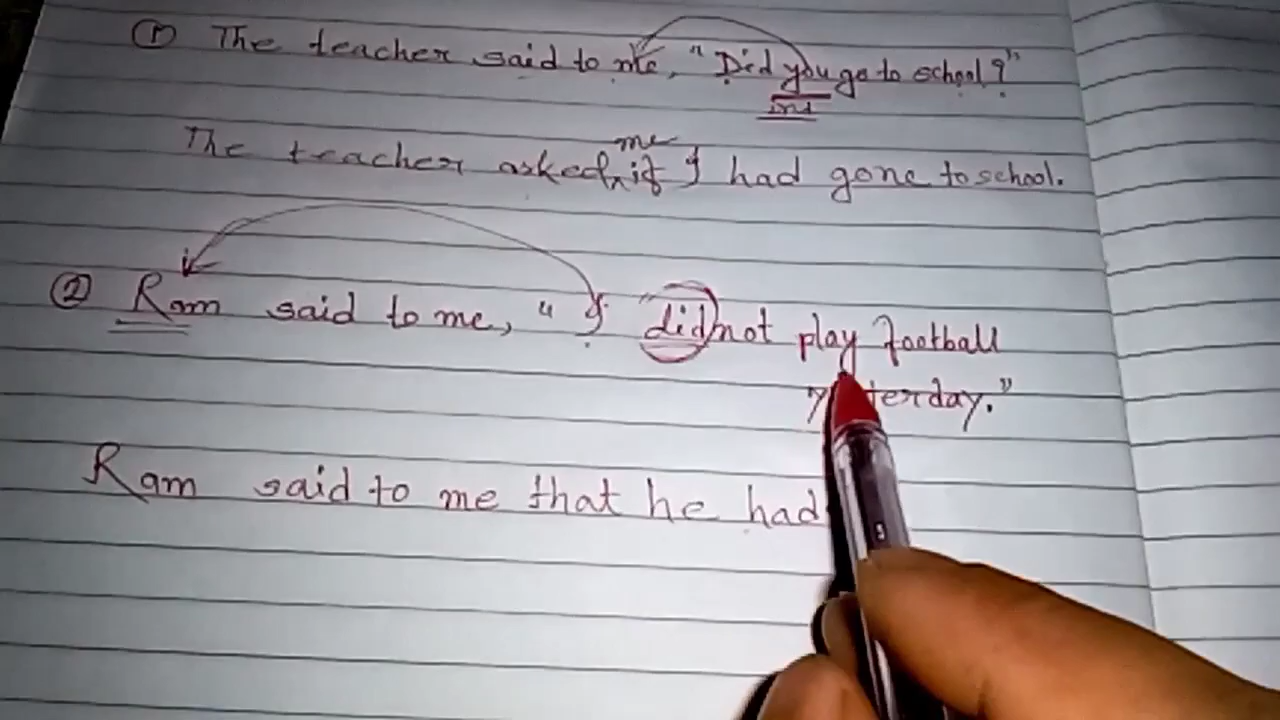 ① The teacher said to me, "Did you go to school?"
ins
me
The teacher asked if I had gone to school.
② Ram said to me, " I did not play football
yesterday."
Ram said to me that he had